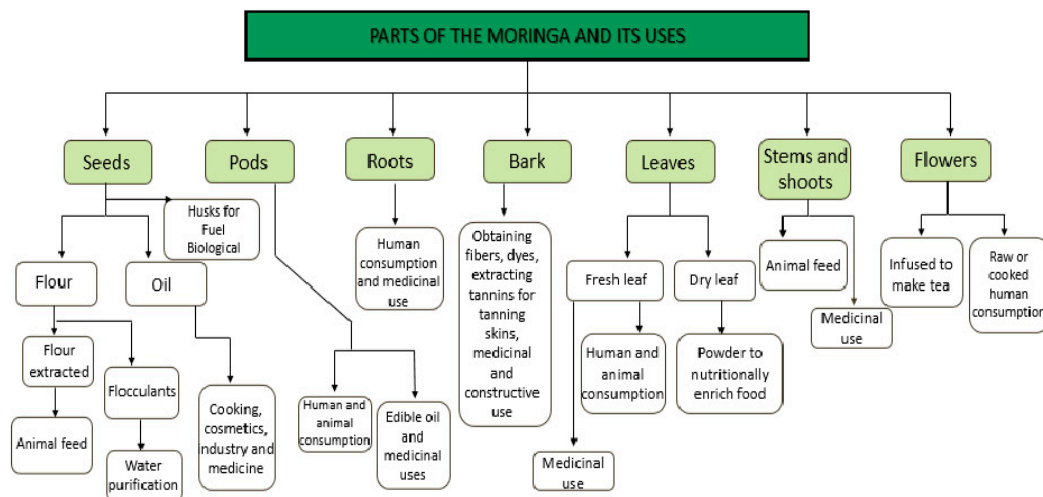 PARTS OF THE MORINGA AND ITS USES
Seeds
Pods
Roots
Bark
Leaves
Stems and
shoots
Flowers
Husks for
Fuel
Biological
Flour
Oil
Human
consumption
and medicinal
use
Obtaining
fibers, dyes,
extracting
tannins for
tanning
skins,
medicinal
and
constructive
use
Fresh leaf
Dry leaf
Animal feed
Medicinal
use
Infused to
make tea
Raw or
cooked
human
consumption
Flour
extracted
Flocculants
Animal feed
Water
purification
Cooking,
cosmetics,
industry and
medicine
Human and
animal
consumption
Edible oil
and
medicinal
uses
Human and
animal
consumption
Powder to
nutritionally
enrich food
Medicinal
use